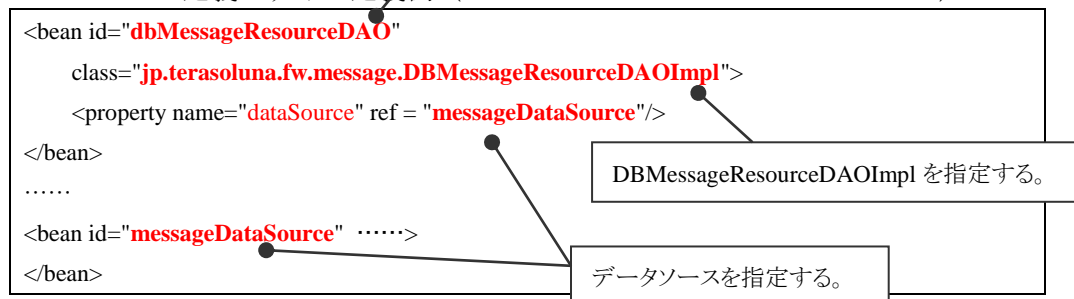 <bean id="dbMessageResourceDAO"
class="jp.terasoluna.fw.message.DBMessageResourceDAOImpl">
<property name="dataSource" ref = "messageDataSource"/>
</bean>
DBMessageResourceDAOImpl を指定する。
……
<bean id="messageDataSource" ……>
</bean>
データソースを指定する。